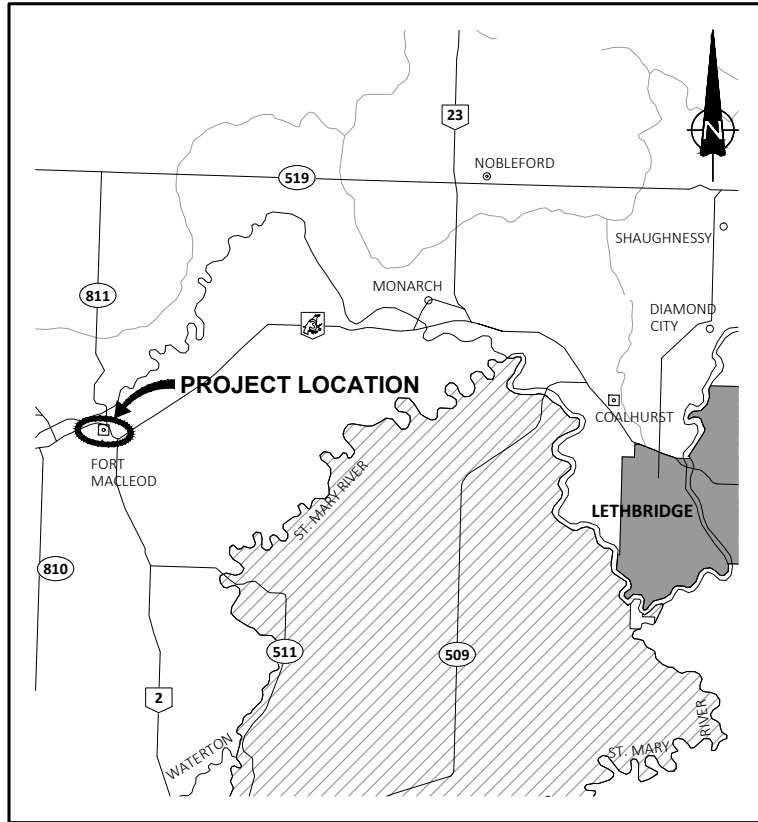 23
N
NOBLEFORD
519
SHAUGHNESSY
811
MONARCH
DIAMOND
CITY
3
PROJECT LOCATION
COALHURST
FORT
MACLEOD
ST. MARY RIVER
LETHBRIDGE
810
511
509
2
WATERTON
ST. MARY
RIVER